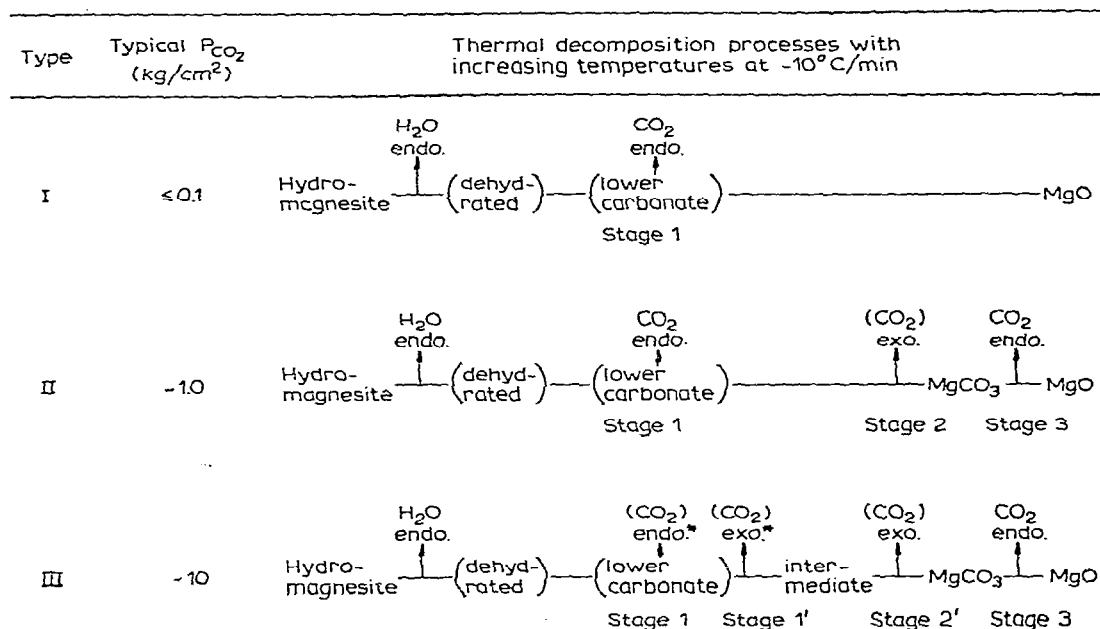 Type
Typical P_CO₂
(kg/cm²)
Thermal decomposition processes with
increasing temperatures at ~10°C/min
H₂O
endo.
CO₂
endo.
I
≤0.1
Hydro-
mcgnesite
(dehyd-
rated)
(lower
carbonate)
MgO
Stage 1
H₂O
endo.
CO₂
endo.
(CO₂)
exo.
CO₂
endo.
II
~1.0
Hydro-
magnesite
(dehyd-
rated)
(lower
carbonate)
MgCO₃
MgO
Stage 1
Stage 2
Stage 3
H₂O
endo.
(CO₂)
endo.*
(CO₂)
exo.*
(CO₂)
exo.
CO₂
endo.
III
~10
Hydro-
magnesite
(dehyd-
rated)
(lower
carbonate)
inter-
mediate
MgCO₃
MgO
Stage 1
Stage 1'
Stage 2'
Stage 3